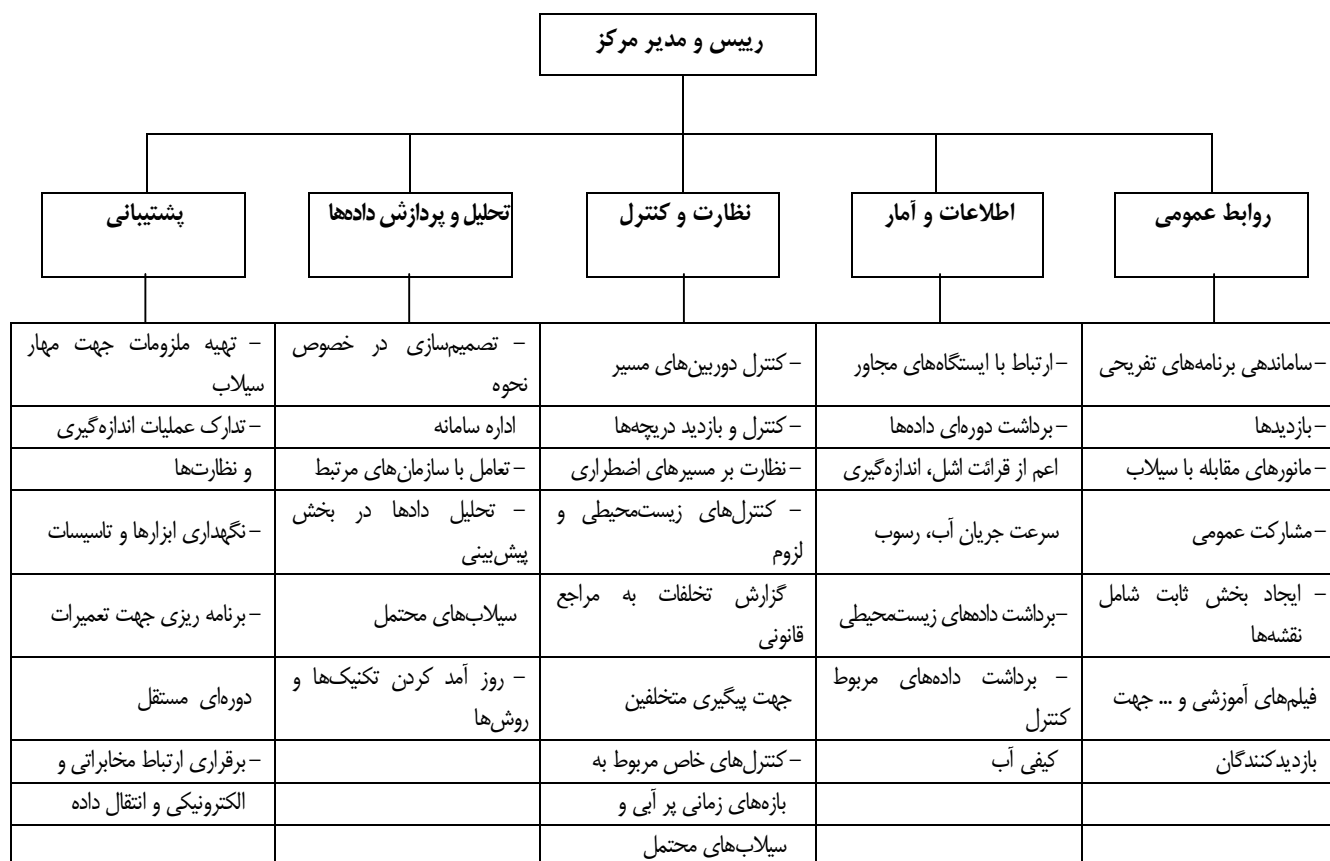 رییس و مدیر مرکز
روابط عمومی
اطلاعات و آمار
نظارت و کنترل
تحلیل و پردازش داده‌ها
پشتیبانی
-ساماندهی برنامه‌های تفریحی
-بازدیدها
-مانورهای مقابله با سیلاب
-مشارکت عمومی
- ایجاد بخش ثابت شامل
نقشه‌ها
فیلم‌های آموزشی و ... جهت
بازدیدکنندگان
-ارتباط با ایستگاه‌های مجاور
-برداشت دوره‌ای داده‌ها
اعم از قرائت اشل، اندازه‌گیری
سرعت جریان آب، رسوب
-برداشت داده‌های زیست‌محیطی
- برداشت داده‌های مربوط
کنترل
کیفی آب
-کنترل دوربین‌های مسیر
-کنترل و بازدید دریچه‌ها
-نظارت بر مسیرهای اضطراری
- کنترل‌های زیست‌محیطی و
لزوم
گزارش تخلفات به مراجع
قانونی
جهت پیگیری متخلفین
-کنترل‌های خاص مربوط به
بازه‌های زمانی پر آبی و
سیلاب‌های محتمل
- تصمیم‌سازی در خصوص
نحوه
اداره سامانه
-تعامل با سازمان‌های مرتبط
- تحلیل دادها در بخش
پیش‌بینی
سیلاب‌های محتمل
- روز آمد کردن تکنیک‌ها و
روش‌ها
- تهیه ملزومات جهت مهار
سیلاب
-تدارک عملیات اندازه‌گیری
و نظارت‌ها
-نگهداری ابزارها و تاسیسات
-برنامه ریزی جهت تعمیرات
دوره‌ای مستقل
-برقراری ارتباط مخابراتی و
الکترونیکی و انتقال داده